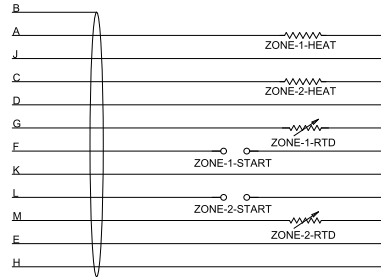 B
A
ZONE-1-HEAT
J
C
ZONE-2-HEAT
D
G
ZONE-1-RTD
F
ZONE-1-START
K
L
ZONE-2-START
M
ZONE-2-RTD
E
H